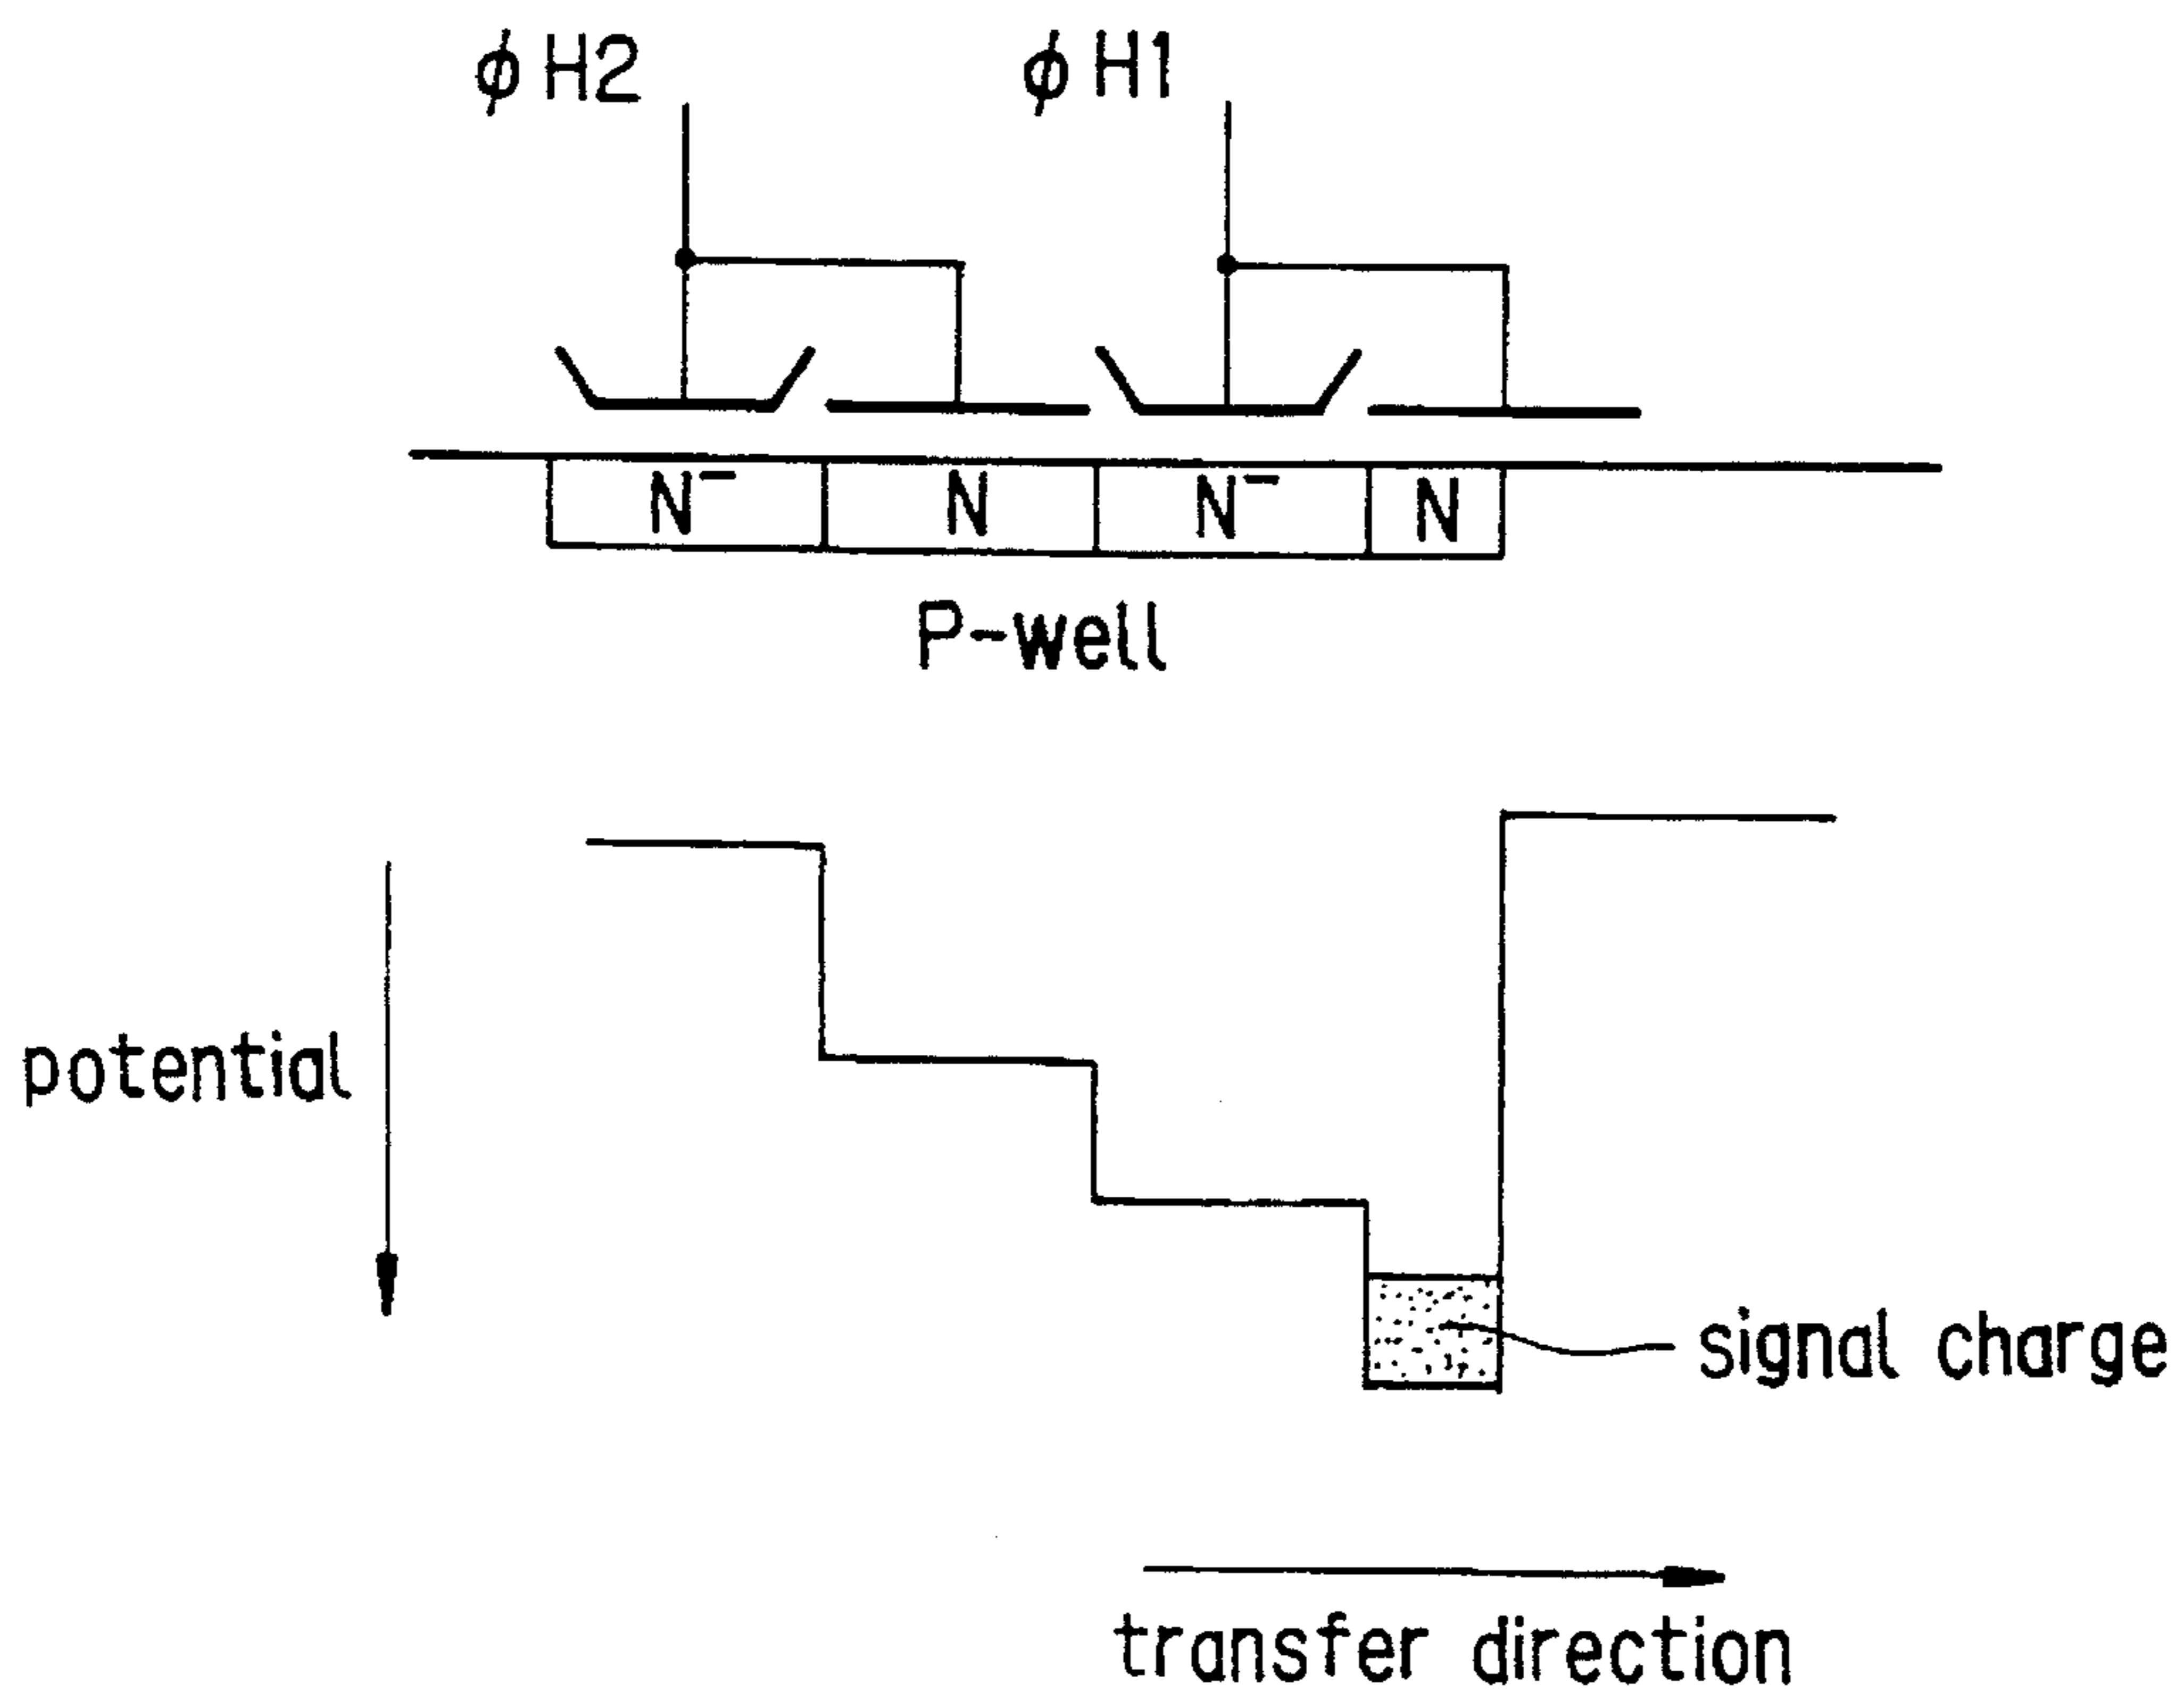 φH2 φH1
N⁻ N N⁻ N
P-well
potential
signal charge
transfer direction